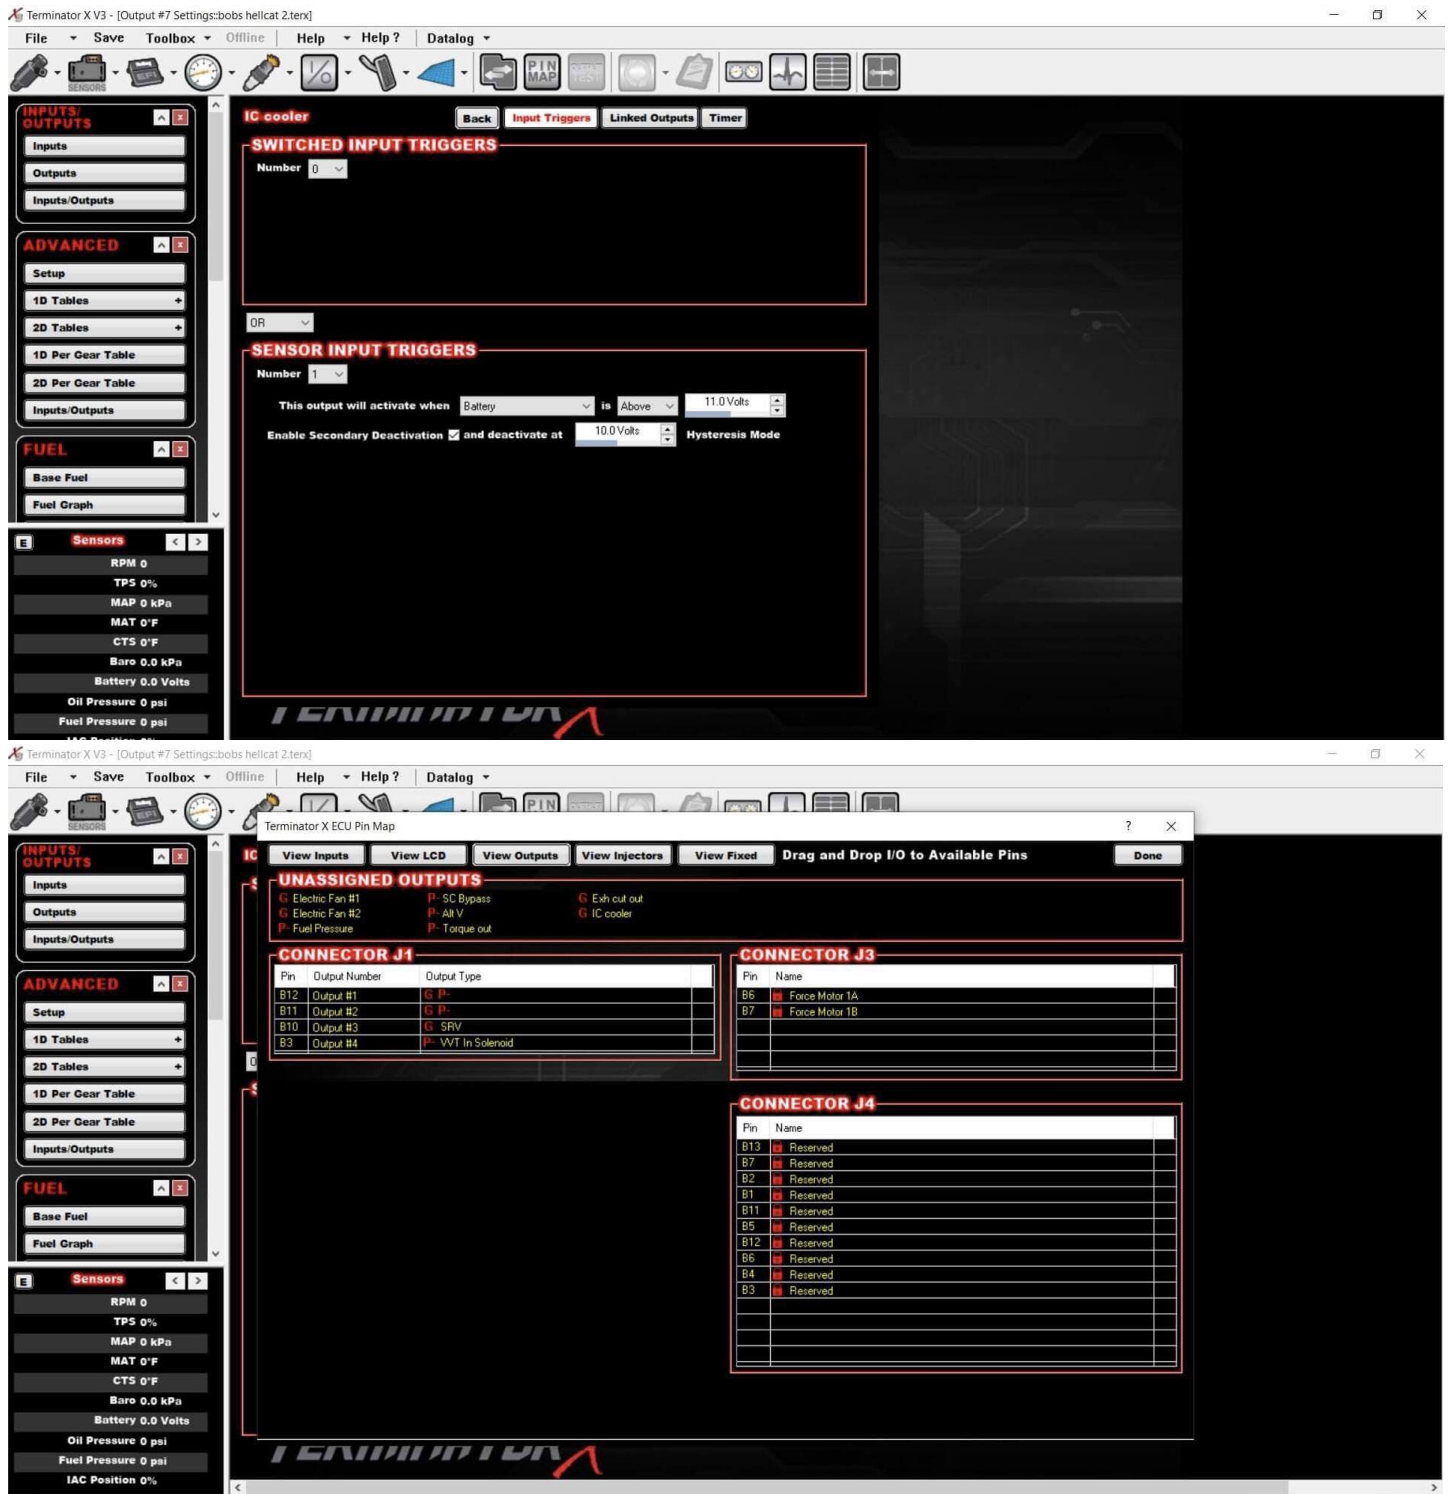 Terminator X V3 - [Output #7 Settings::bobs hellcat 2.terx]
File Save Toolbox Offline Help Help ? Datalog
SENSORS EFI PIN MAP
INPUTS/OUTPUTS
Inputs
Outputs
Inputs/Outputs
ADVANCED
Setup
1D Tables +
2D Tables +
1D Per Gear Table
2D Per Gear Table
Inputs/Outputs
FUEL
Base Fuel
Fuel Graph
E Sensors < >
RPM 0
TPS 0%
MAP 0 kPa
MAT 0°F
CTS 0°F
Baro 0.0 kPa
Battery 0.0 Volts
Oil Pressure 0 psi
Fuel Pressure 0 psi
IC cooler Back Input Triggers Linked Outputs Timer
SWITCHED INPUT TRIGGERS
Number 0
OR
SENSOR INPUT TRIGGERS
Number 1
This output will activate when Battery is Above 11.0 Volts
Enable Secondary Deactivation and deactivate at 10.0 Volts Hysteresis Mode
TERMINATOR X
Terminator X V3 - [Output #7 Settings::bobs hellcat 2.terx]
File Save Toolbox Offline Help Help ? Datalog
SENSORS EFI PIN
INPUTS/OUTPUTS
Inputs
Outputs
Inputs/Outputs
ADVANCED
Setup
1D Tables +
2D Tables +
1D Per Gear Table
2D Per Gear Table
Inputs/Outputs
FUEL
Base Fuel
Fuel Graph
E Sensors < >
RPM 0
TPS 0%
MAP 0 kPa
MAT 0°F
CTS 0°F
Baro 0.0 kPa
Battery 0.0 Volts
Oil Pressure 0 psi
Fuel Pressure 0 psi
IAC Position 0%
Terminator X ECU Pin Map ?
View Inputs View LCD View Outputs View Injectors View Fixed Drag and Drop I/O to Available Pins Done
UNASSIGNED OUTPUTS
G Electric Fan #1 P- SC Bypass G Exh cut out
G Electric Fan #2 P- Alt V G IC cooler
P- Fuel Pressure P- Torque out
CONNECTOR J1
Pin Output Number Output Type
B12 Output #1 G P-
B11 Output #2 G P-
B10 Output #3 G SRV
B3 Output #4 P- VVT In Solenoid
CONNECTOR J3
Pin Name
B6 Force Motor 1A
B7 Force Motor 1B
CONNECTOR J4
Pin Name
B13 Reserved
B7 Reserved
B2 Reserved
B1 Reserved
B11 Reserved
B5 Reserved
B12 Reserved
B6 Reserved
B4 Reserved
B3 Reserved
TERMINATOR X